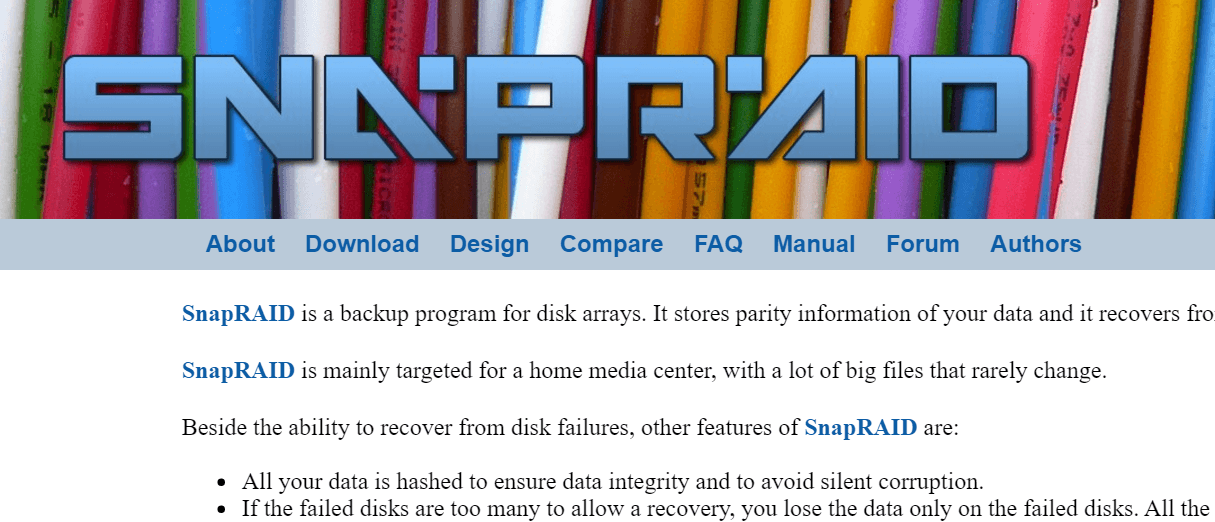 SNAPRAID
About Download Design Compare FAQ Manual Forum Authors
SnapRAID is a backup program for disk arrays. It stores parity information of your data and it recovers fro
SnapRAID is mainly targeted for a home media center, with a lot of big files that rarely change.
Beside the ability to recover from disk failures, other features of SnapRAID are:
• All your data is hashed to ensure data integrity and to avoid silent corruption.
• If the failed disks are too many to allow a recovery, you lose the data only on the failed disks. All the